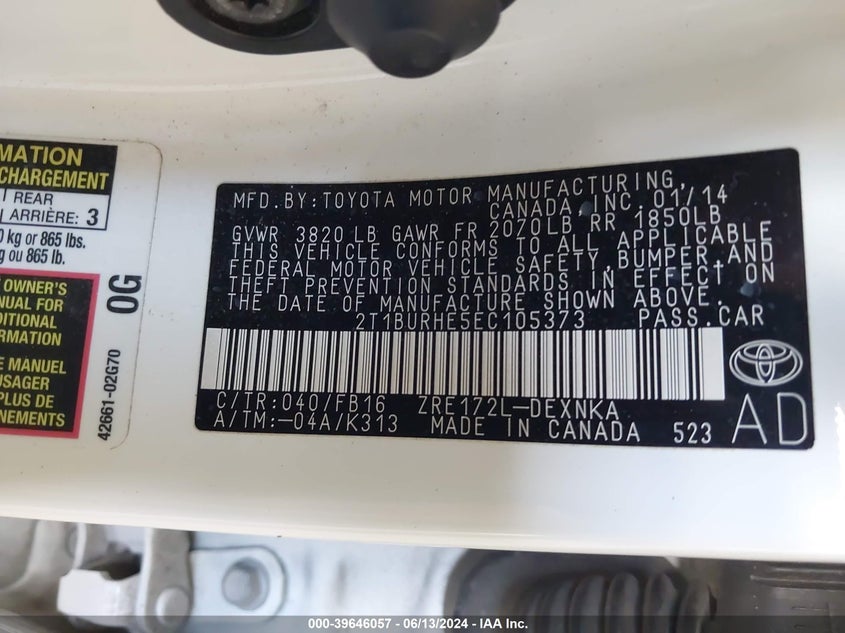 MATION
CHARGEMENT
REAR
ARRIÈRE: 3
kg or 865 lbs.
g ou 865 lb.
OWNER'S
NUAL FOR
DITIONAL
ORMATION
LE MANUEL
USAGER
PLUS DE
NEMENTS
0G
42661-02G70
MFD.BY:TOYOTA MOTOR MANUFACTURING,
CANADA, INC. 01/14
GVWR 3820 LB GAWR FR 2070LB RR 1850LB
THIS VEHICLE CONFORMS TO ALL APPLICABLE
FEDERAL MOTOR VEHICLE SAFETY, BUMPER, AND
THEFT PREVENTION STANDARDS IN EFFECT ON
THE DATE OF MANUFACTURE SHOWN ABOVE.
2T1BURHE5EC105373 PASS.CAR
C/TR:040/FB16 ZRE172L-DEXNKA
A/TM:-04A/K313 MADE IN CANADA 523
AD
000-39646057 - 06/13/2024 - IAA Inc.